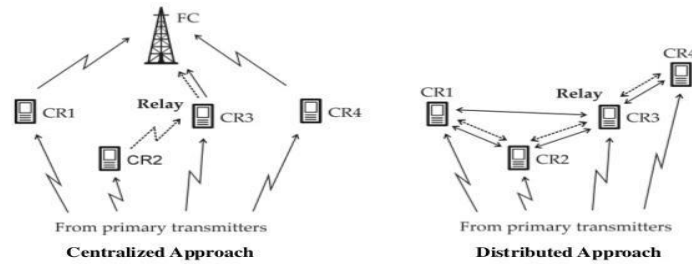 FC
CR1
Relay
CR3
CR4
CR2
From primary transmitters
Centralized Approach
CR4
CR1
Relay
CR3
CR2
From primary transmitters
Distributed Approach